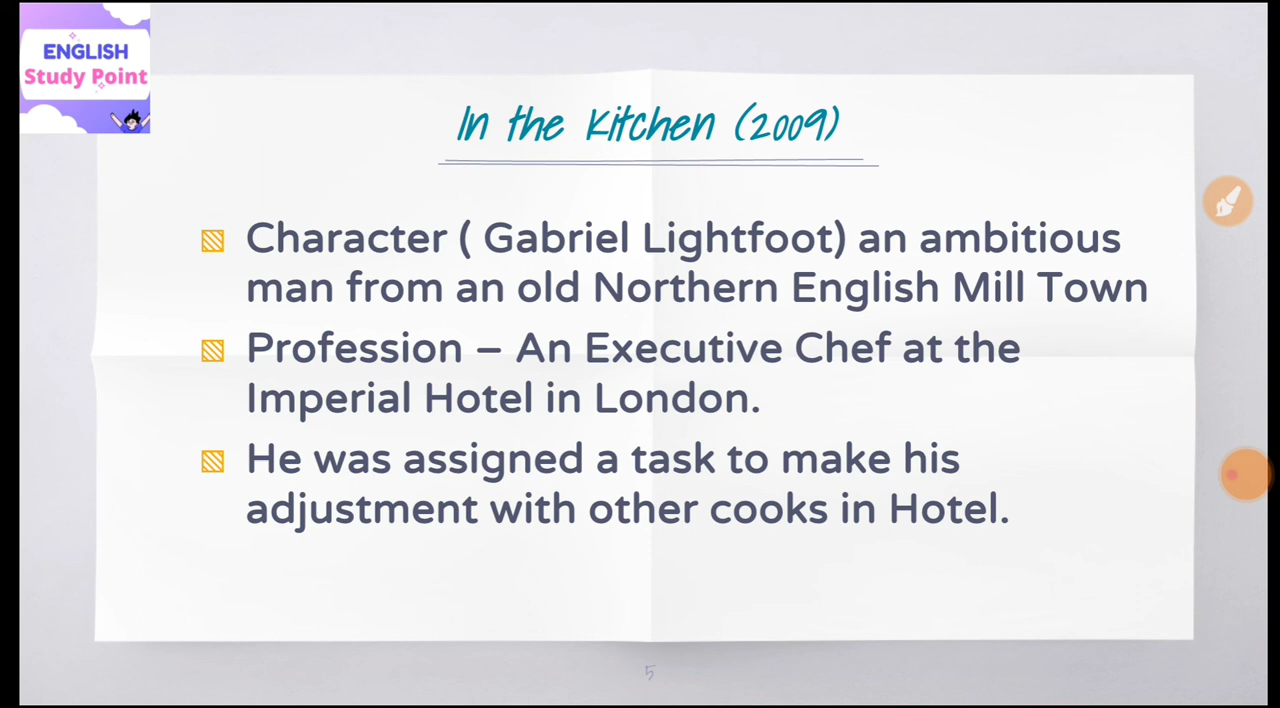 ENGLISH
Study Point
In the Kitchen (2009)
Character ( Gabriel Lightfoot) an ambitious
man from an old Northern English Mill Town
Profession – An Executive Chef at the
Imperial Hotel in London.
He was assigned a task to make his
adjustment with other cooks in Hotel.
5